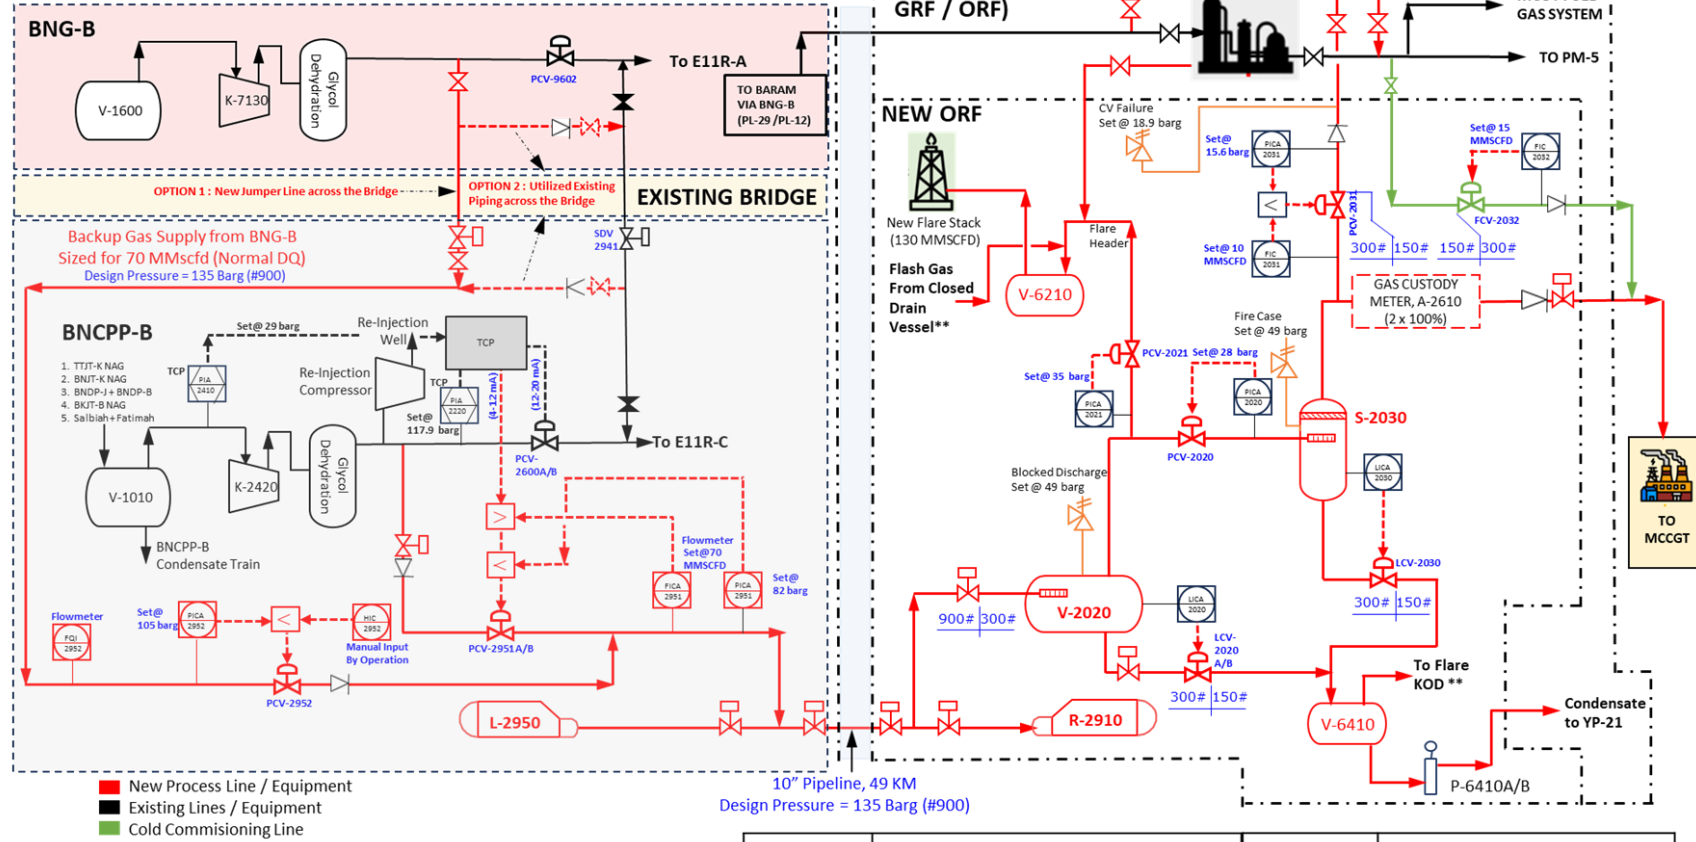 BNG-B
V-1600
K-7130
Glycol
Dehydration
PCV-9602
To E11R-A
TO BARAM
VIA BNG-B
(PL-29 /PL-12)
OPTION 1 : New Jumper Line across the Bridge
OPTION 2 : Utilized Existing
Piping across the Bridge
EXISTING BRIDGE
Backup Gas Supply from BNG-B
Sized for 70 MMscfd (Normal DQ)
Design Pressure = 135 Barg (#900)
SDV
2941
BNCPP-B
1. TTJT-K NAG
2. BNJT-K NAG
3. BNDP-J + BNDP-B
4. BKJT-B NAG
5. Salbiah + Fatimah
Set@ 29 barg
TCP
PIA
2410
Re-Injection
Well
Re-Injection
Compressor
TCP
TCP
PIA
2220
Set@
117.9 barg
(4-12 mA)
(12-20 mA)
To E11R-C
PCV-
2600A/B
V-1010
K-2420
Glycol
Dehydration
BNCPP-B
Condensate Train
>
<
Flowmeter
Set@70
MMSCFD
FICA
2951
PICA
2951
Set@
82 barg
Flowmeter
FQI
2952
Set@
105 barg
PICA
2952
<
HIC
2952
Manual Input
By Operation
PCV-2951A/B
PCV-2952
L-2950
10" Pipeline, 49 KM
Design Pressure = 135 Barg (#900)
New Process Line / Equipment
Existing Lines / Equipment
Cold Commisioning Line
GRF / ORF)
GAS SYSTEM
TO PM-5
NEW ORF
New Flare Stack
(130 MMSCFD)
Flash Gas
From Closed
Drain
Vessel**
V-6210
Flare
Header
CV Failure
Set @ 18.9 barg
Set@
15.6 barg
PICA
2031
<
Set@ 10
MMSCFD
FIC
2031
PCV-2031
300# 150#
Set@ 15
MMSCFD
FIC
2032
FCV-2032
150# 300#
GAS CUSTODY
METER, A-2610
(2 x 100%)
Fire Case
Set @ 49 barg
PCV-2021
Set@ 28 barg
Set@ 35 barg
PICA
2021
PICA
2020
PCV-2020
S-2030
LICA
2030
Blocked Discharge
Set @ 49 barg
LCV-2030
300# 150#
900# 300#
V-2020
LICA
2020
LCV-
2020
A/B
300# 150#
To Flare
KOD **
R-2910
V-6410
P-6410A/B
Condensate
to YP-21
TO
MCCGT